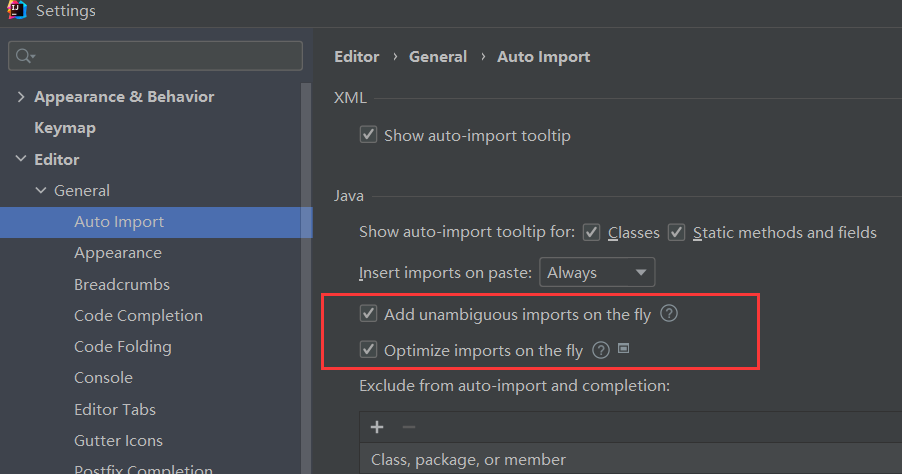 Settings
Appearance & Behavior
Keymap
Editor
General
Auto Import
Appearance
Breadcrumbs
Code Completion
Code Folding
Console
Editor Tabs
Gutter Icons
Postfix Completion
Editor › General › Auto Import
XML
Show auto-import tooltip
Java
Show auto-import tooltip for: Classes Static methods and fields
Insert imports on paste: Always
Add unambiguous imports on the fly ?
Optimize imports on the fly ?
Exclude from auto-import and completion:
+ −
Class, package, or member